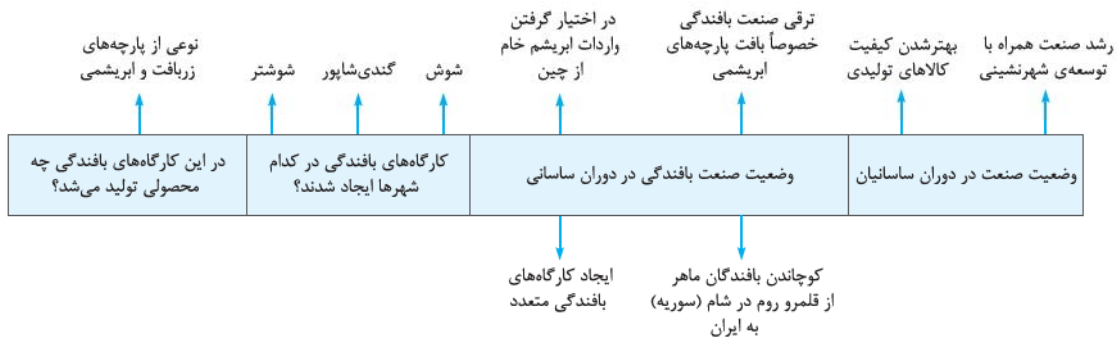 رشد صنعت همراه با
توسعه‌ی شهرنشینی
بهترشدن کیفیت
کالاهای تولیدی
ترقی صنعت بافندگی
خصوصاً بافت پارچه‌های
ابریشمی
در اختیار گرفتن
واردات ابریشم خام
از چین
شوش
گندی‌شاپور
شوشتر
نوعی از پارچه‌های
زربافت و ابریشمی
وضعیت صنعت در دوران ساسانیان
وضعیت صنعت بافندگی در دوران ساسانی
کارگاه‌های بافندگی در کدام
شهرها ایجاد شدند؟
در این کارگاه‌های بافندگی چه
محصولی تولید می‌شد؟
کوچاندن بافندگان ماهر
از قلمرو روم در شام (سوریه)
به ایران
ایجاد کارگاه‌های
بافندگی متعدد